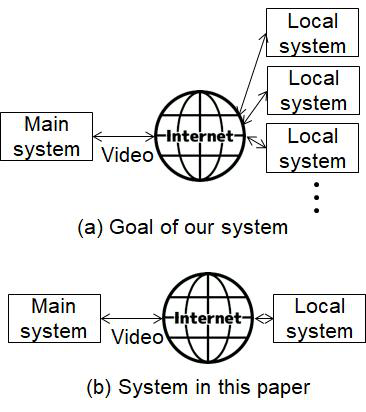 Local
system
Local
system
Main
system
Internet
Video
Local
system
(a) Goal of our system
Main
system
Internet
Video
Local
system
(b) System in this paper